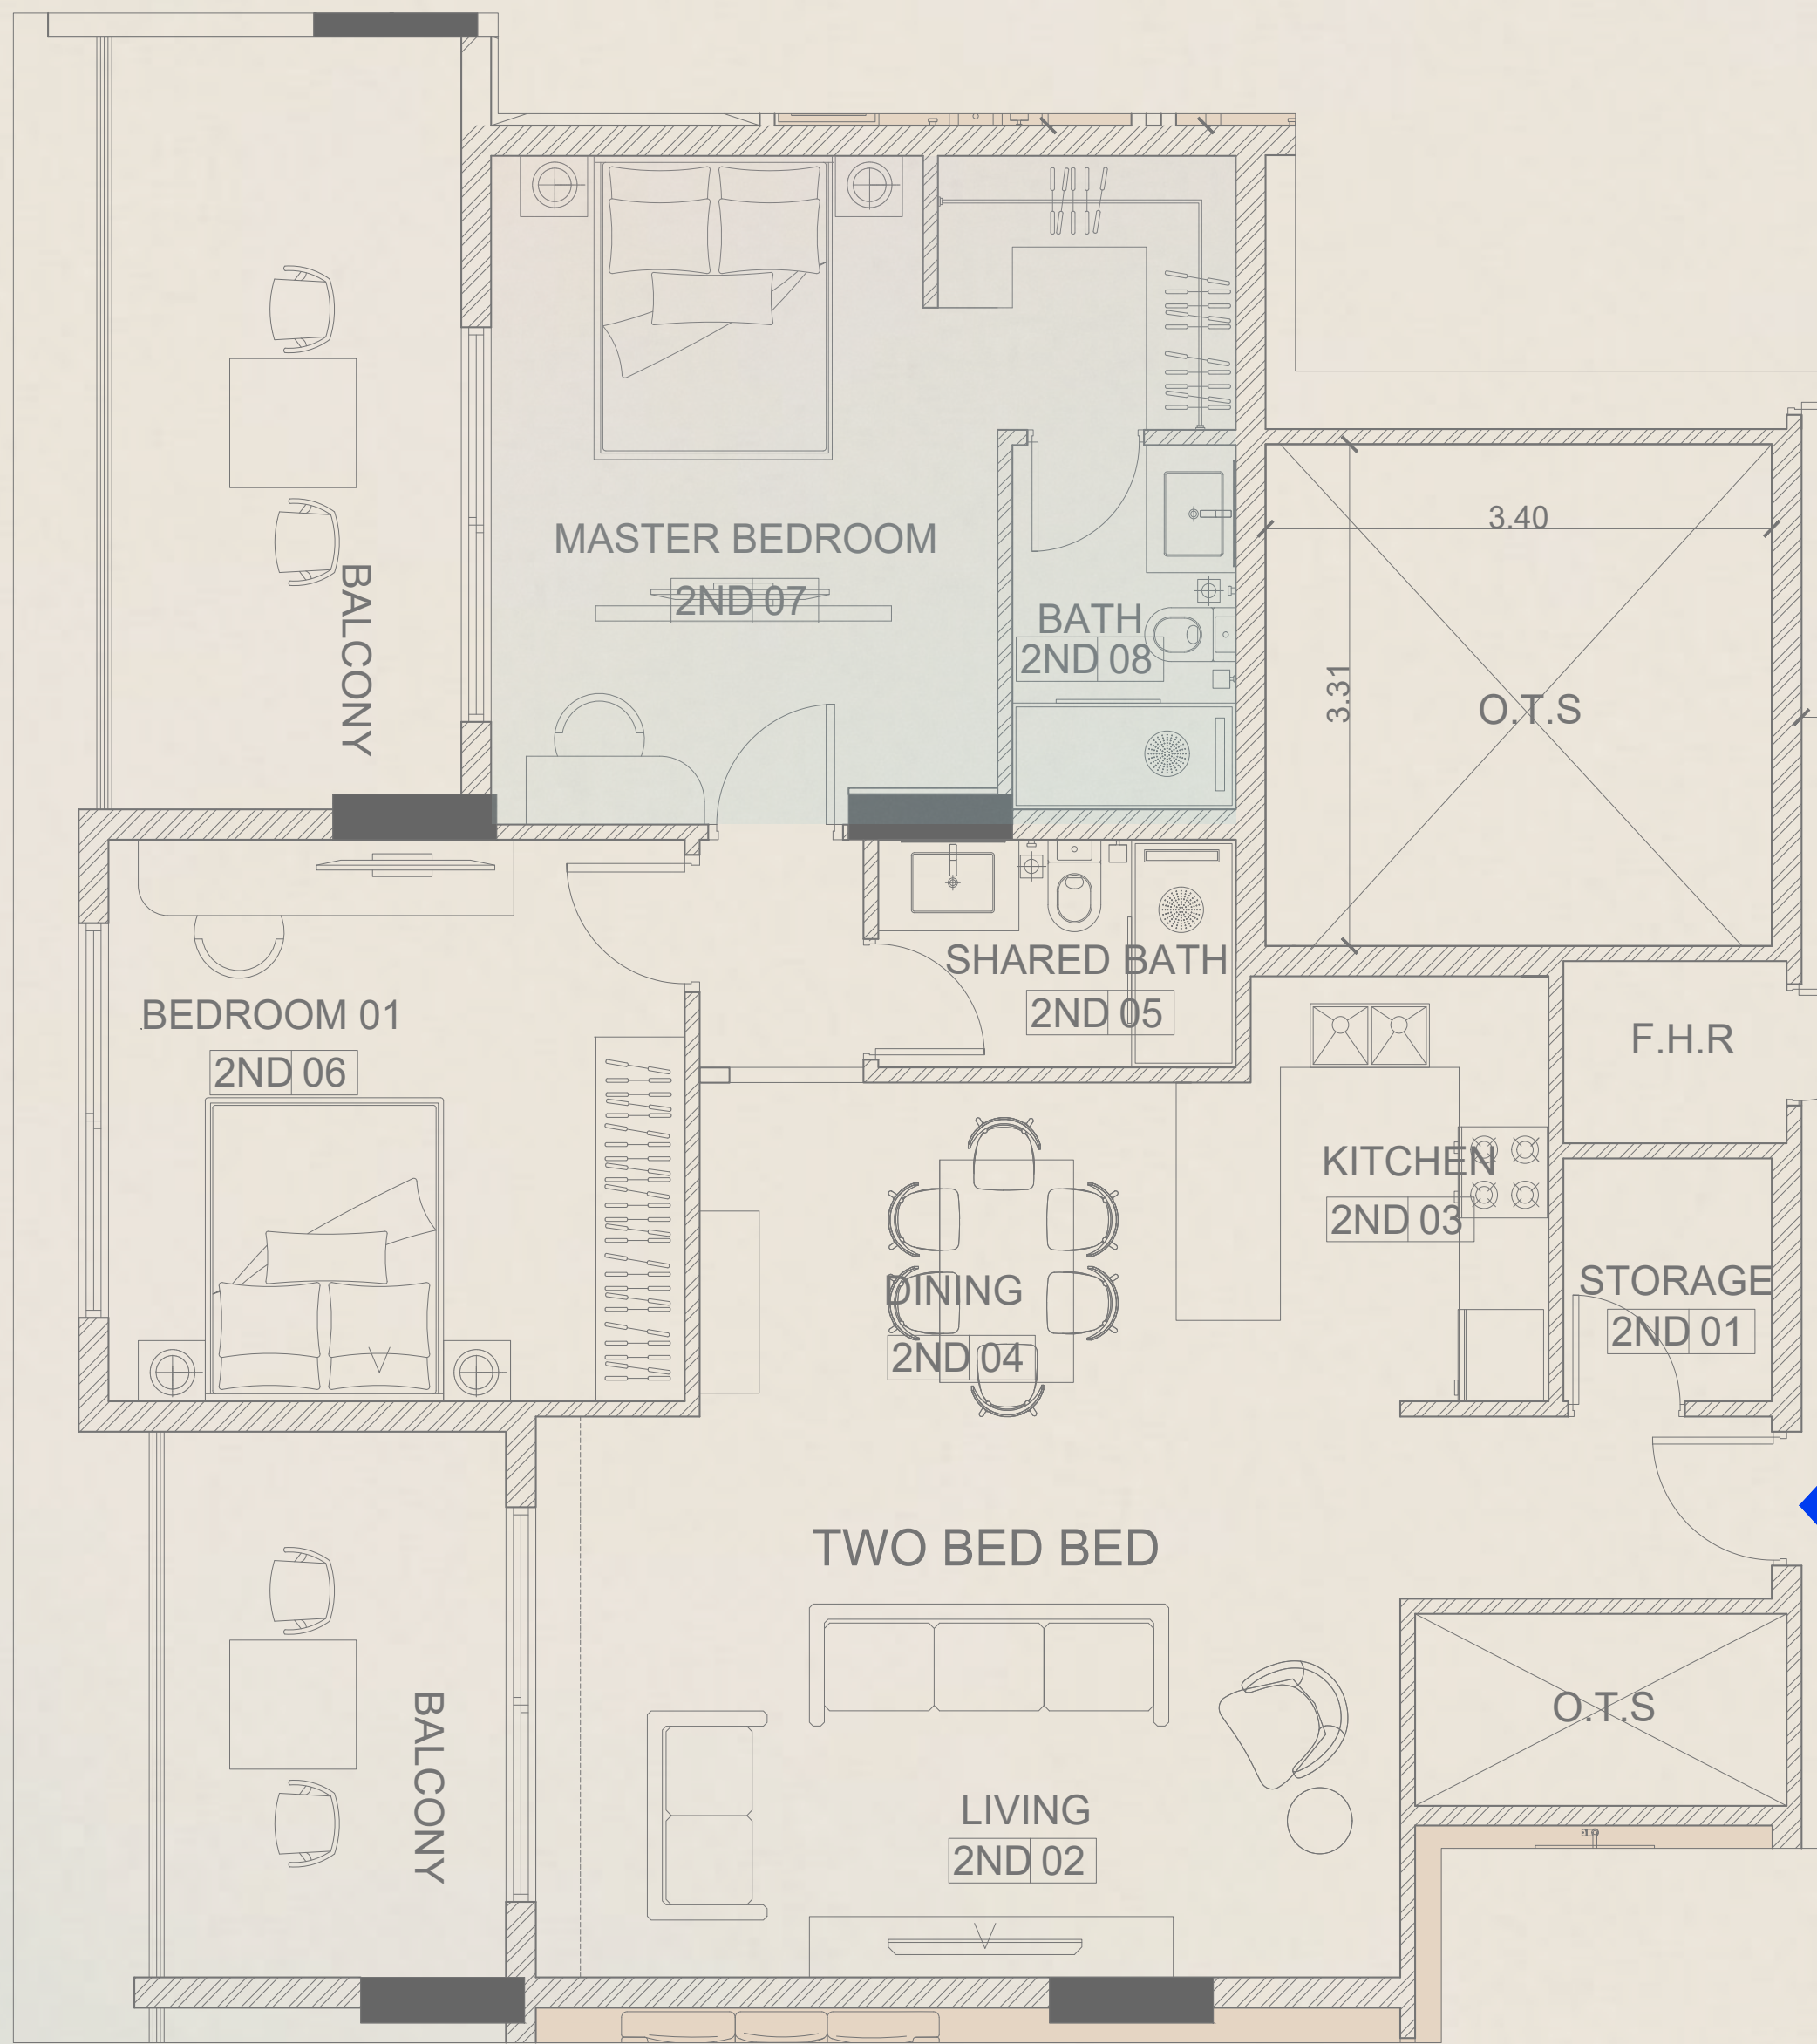 MASTER BEDROOM
2ND 07
BALCONY
BATH
2ND 08
3.40
3.31
O.T.S
SHARED BATH
2ND 05
BEDROOM 01
2ND 06
F.H.R
KITCHEN
2ND 03
DINING
2ND 04
STORAGE
2ND 01
TWO BED BED
BALCONY
O.T.S
LIVING
2ND 02